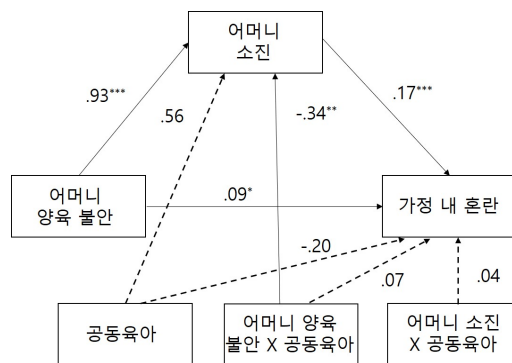 어머니
소진
.93***
.56
-.34**
.17***
어머니
양육 불안
.09*
가정 내 혼란
-.20
.07
.04
공동육아
어머니 양육
불안 X 공동육아
어머니 소진
X 공동육아